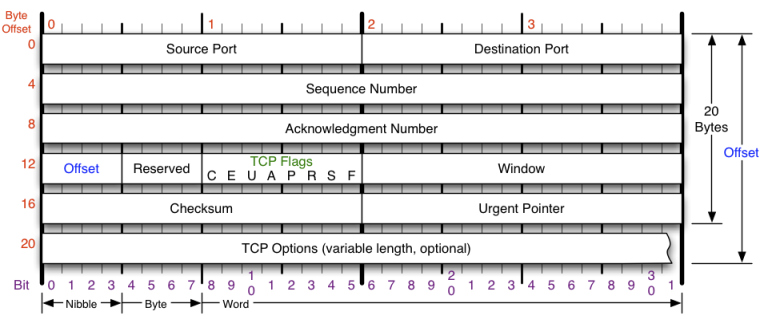 Byte
Offset
0 1 2 3
0 Source Port Destination Port
4 Sequence Number
8 Acknowledgment Number
20
Bytes
Offset
12 Offset Reserved TCP Flags Window
C E U A P R S F
16 Checksum Urgent Pointer
20 TCP Options (variable length, optional)
Bit 0 1 2 3 4 5 6 7 8 9 10 1 2 3 4 5 6 7 8 9 20 1 2 3 4 5 6 7 8 9 30 1
Nibble Byte Word